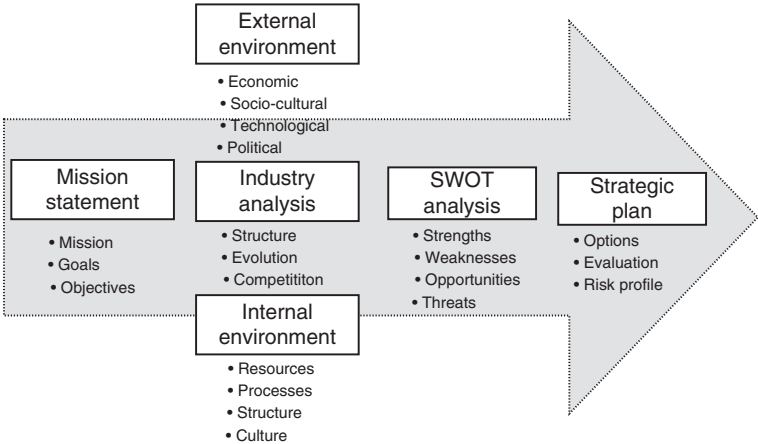 External
environment
• Economic
• Socio-cultural
• Technological
• Political
Mission
statement
• Mission
• Goals
• Objectives
Industry
analysis
• Structure
• Evolution
• Competititon
Internal
environment
• Resources
• Processes
• Structure
• Culture
SWOT
analysis
• Strengths
• Weaknesses
• Opportunities
• Threats
Strategic
plan
• Options
• Evaluation
• Risk profile